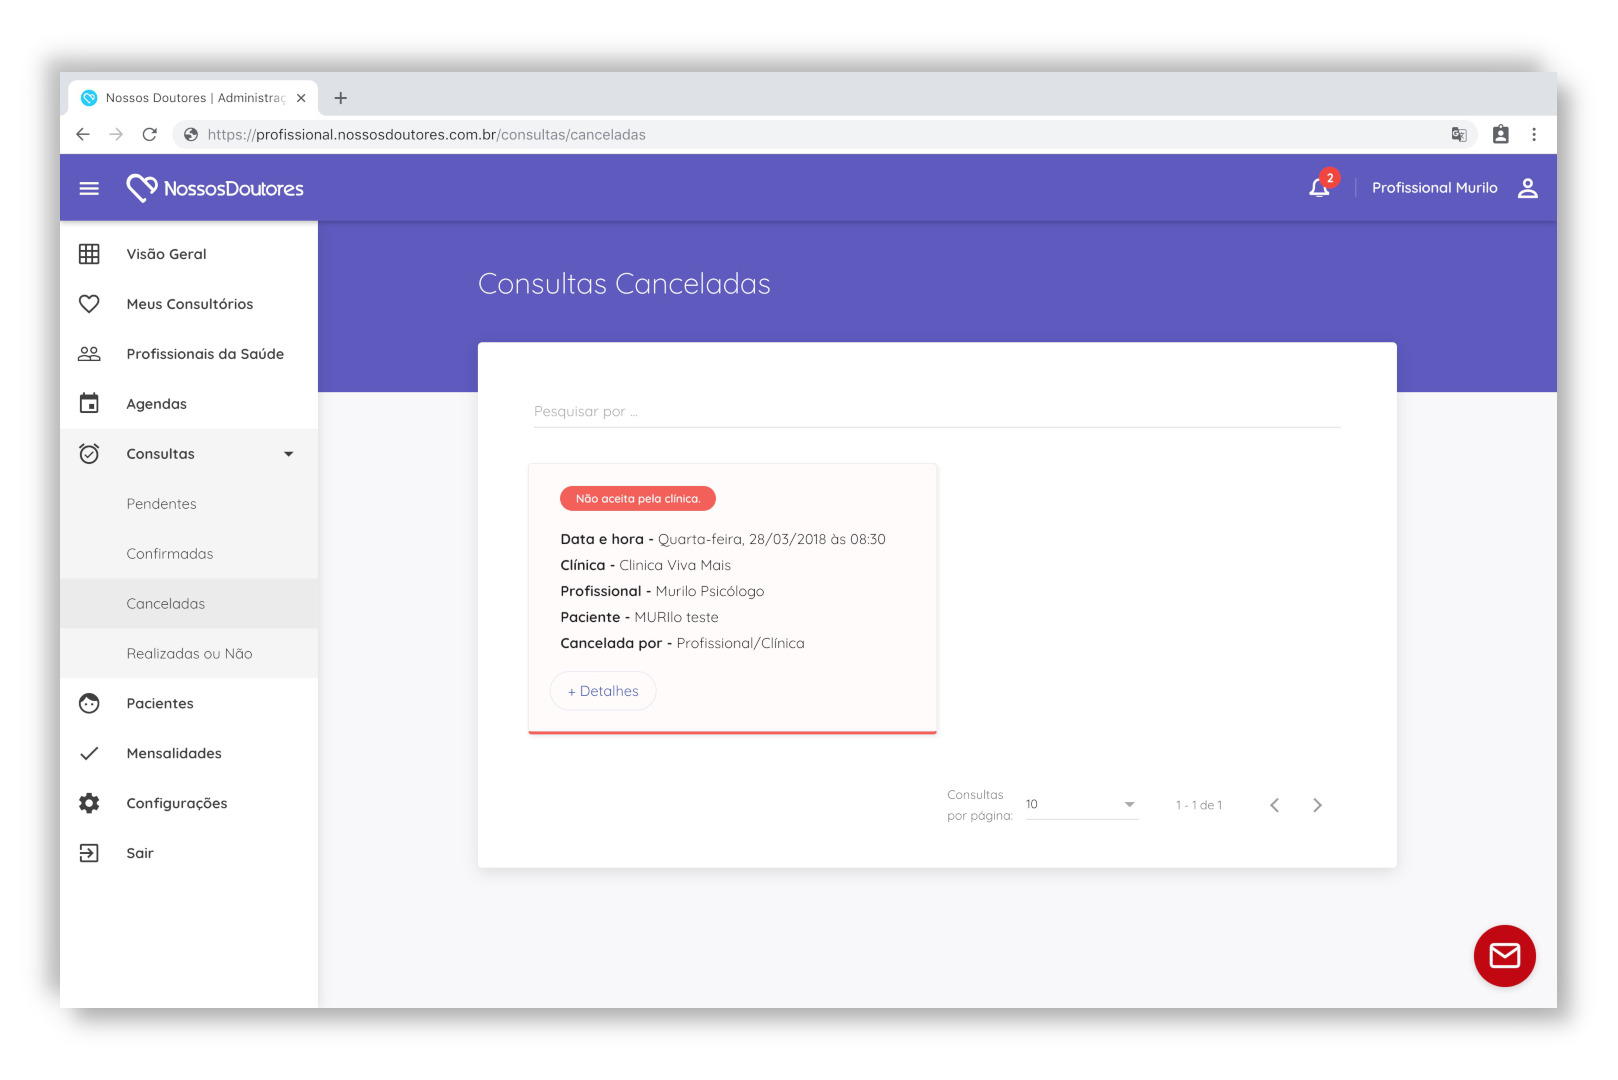 Nossos Doutores | Administraç
https://profissional.nossosdoutores.com.br/consultas/canceladas
NossosDoutores
2
Profissional Murilo
Visão Geral
Meus Consultórios
Profissionais da Saúde
Agendas
Consultas
Pendentes
Confirmadas
Canceladas
Realizadas ou Não
Pacientes
Mensalidades
Configurações
Sair
Consultas Canceladas
Pesquisar por ...
Não aceita pela clínica.
Data e hora - Quarta-feira, 28/03/2018 às 08:30
Clínica - Clinica Viva Mais
Profissional - Murilo Psicólogo
Paciente - MURIlo teste
Cancelada por - Profissional/Clínica
+ Detalhes
Consultas
por página:
10
1 - 1 de 1